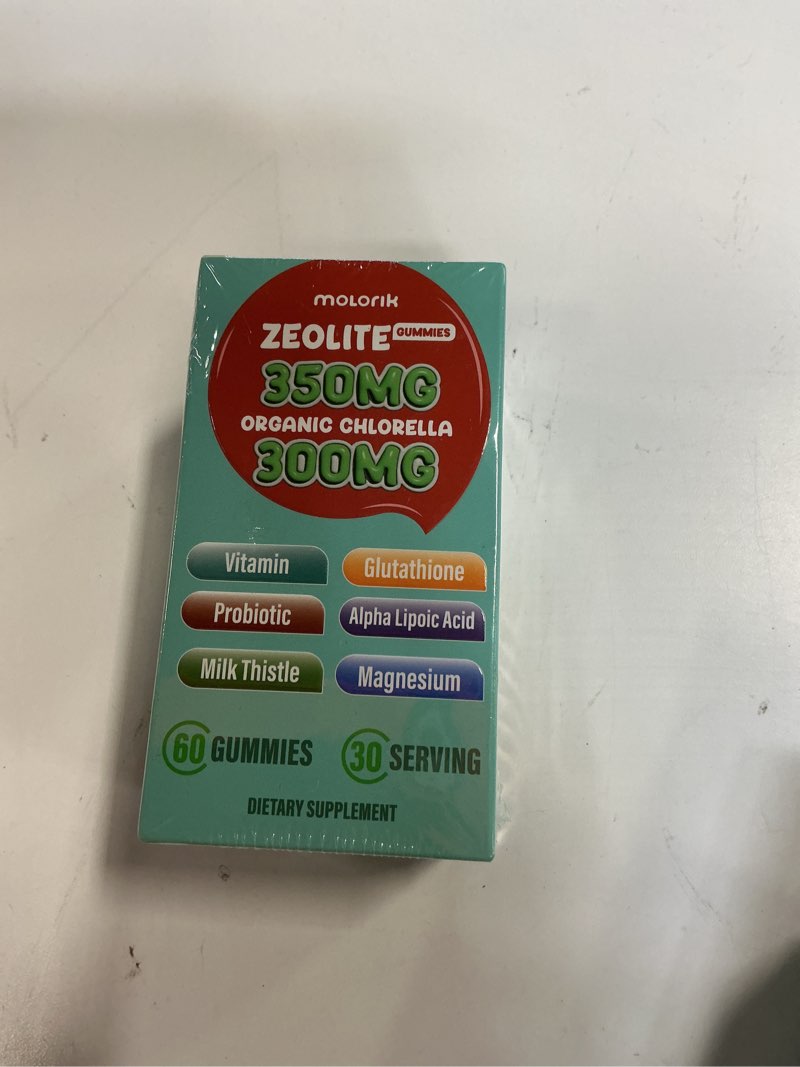 MOLORIK
ZEOLITE GUMMIES
350MG
ORGANIC CHLORELLA
300MG
Vitamin
Glutathione
Probiotic
Alpha Lipoic Acid
Milk Thistle
Magnesium
60 GUMMIES
30 SERVING
DIETARY SUPPLEMENT